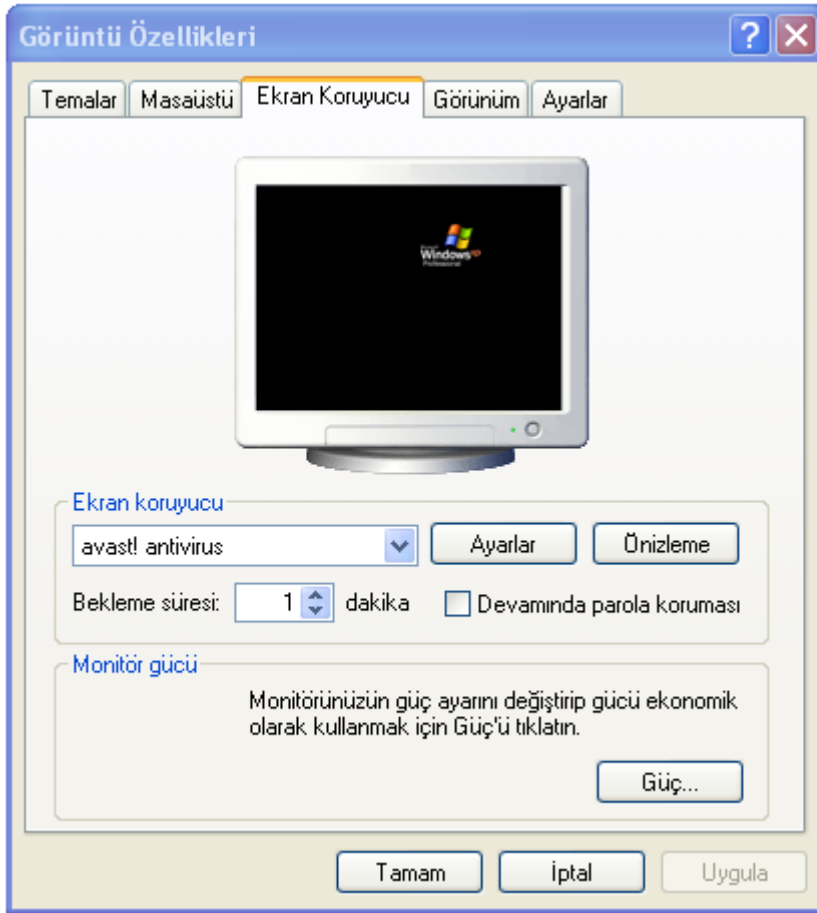 Görüntü Özellikleri
Temalar Masaüstü Ekran Koruyucu Görünüm Ayarlar
Windows xp
Professional
Ekran koruyucu
avast! antivirus Ayarlar Önizleme
Bekleme süresi: 1 dakika Devamında parola koruması
Monitör gücü
Monitörünüzün güç ayarını değiştirip gücü ekonomik
olarak kullanmak için Güç'ü tıklatın.
Güç...
Tamam İptal Uygula